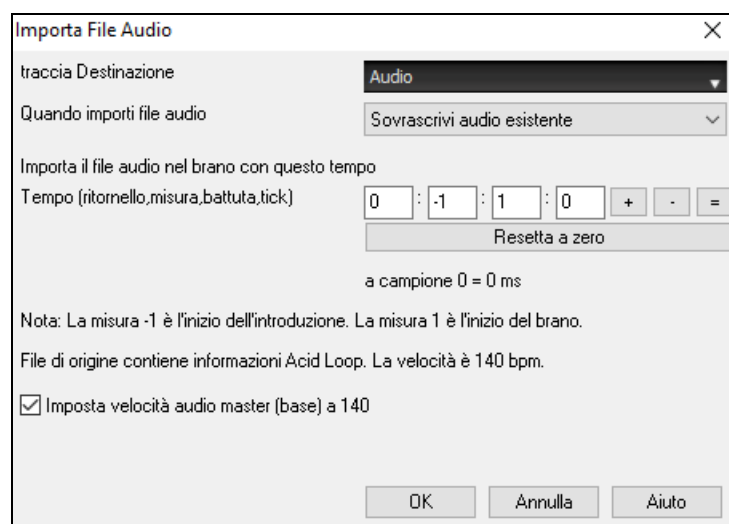 Importa File Audio
traccia Destinazione Audio
Quando importi file audio Sovrascrivi audio esistente
Importa il file audio nel brano con questo tempo
Tempo (ritornello,misura,battuta,tick) 0 : -1 : 1 : 0 + - =
Resetta a zero
a campione 0 = 0 ms
Nota: La misura -1 è l'inizio dell'introduzione. La misura 1 è l'inizio del brano.
File di origine contiene informazioni Acid Loop. La velocità è 140 bpm.
Imposta velocità audio master (base) a 140
OK Annulla Aiuto